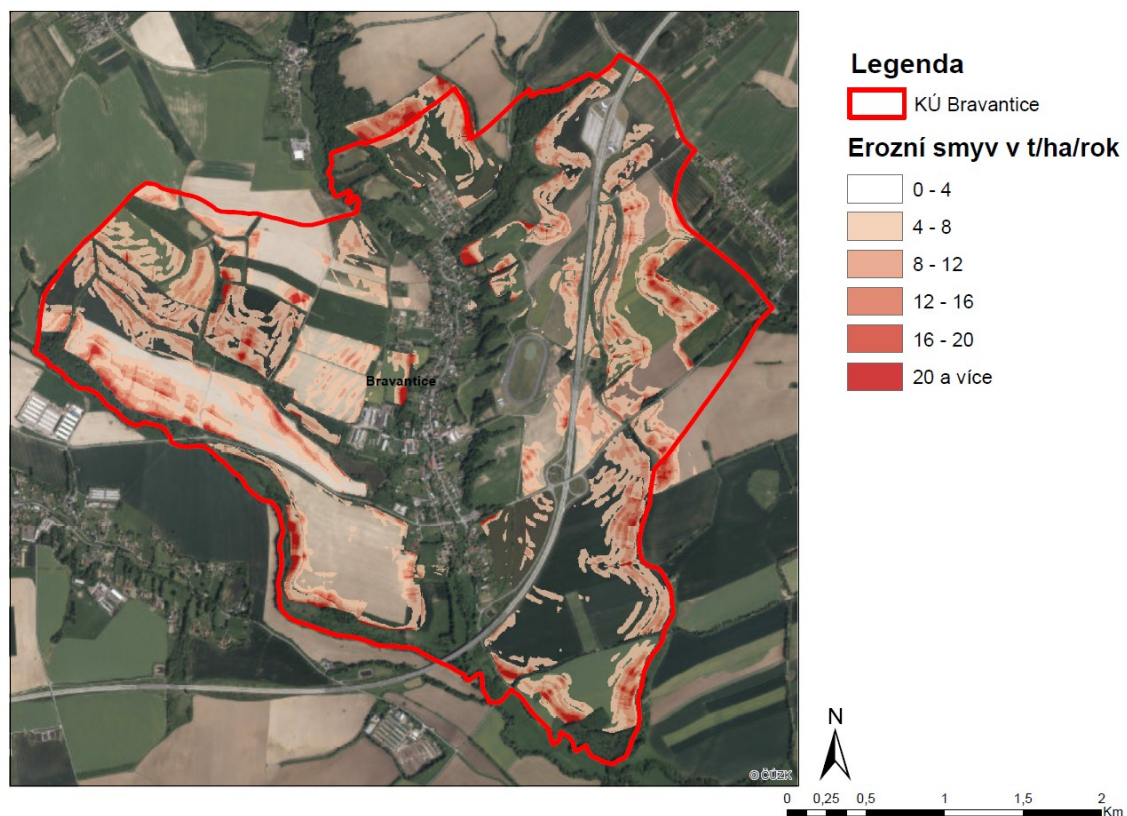 Legenda
KÚ Bravantice
Erozní smyv v t/ha/rok
0 - 4
4 - 8
8 - 12
12 - 16
16 - 20
20 a více
Bravantice
© ČÚZK
N
0 0,25 0,5 1 1,5 2
Km